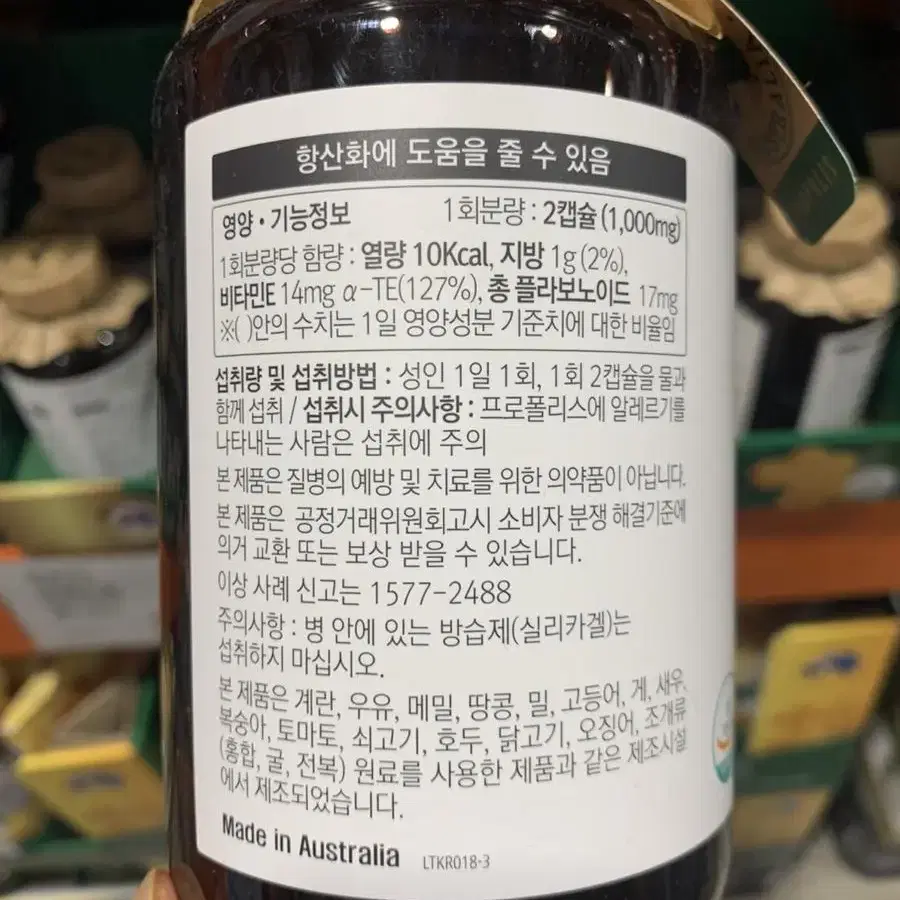 항산화에 도움을 줄 수 있음
영양 • 기능정보 1회분량 : 2캡슐 (1,000mg)
1회분량당 함량 : 열량 10Kcal, 지방 1g (2%),
비타민E 14mg α-TE(127%), 총 플라보노이드 17mg
※( )안의 수치는 1일 영양성분 기준치에 대한 비율임
섭취량 및 섭취방법 : 성인 1일 1회, 1회 2캡슐을 물과
함께 섭취 / 섭취시 주의사항 : 프로폴리스에 알레르기를
나타내는 사람은 섭취에 주의
본 제품은 질병의 예방 및 치료를 위한 의약품이 아닙니다.
본 제품은 공정거래위원회고시 소비자 분쟁 해결기준에
의거 교환 또는 보상 받을 수 있습니다.
이상 사례 신고는 1577-2488
주의사항 : 병 안에 있는 방습제(실리카겔)는
섭취하지 마십시오.
본 제품은 계란, 우유, 메밀, 땅콩, 밀, 고등어, 게, 새우,
복숭아, 토마토, 쇠고기, 호두, 닭고기, 오징어, 조개류
(홍합, 굴, 전복) 원료를 사용한 제품과 같은 제조시설
에서 제조되었습니다.
Made in Australia LTKR018-3